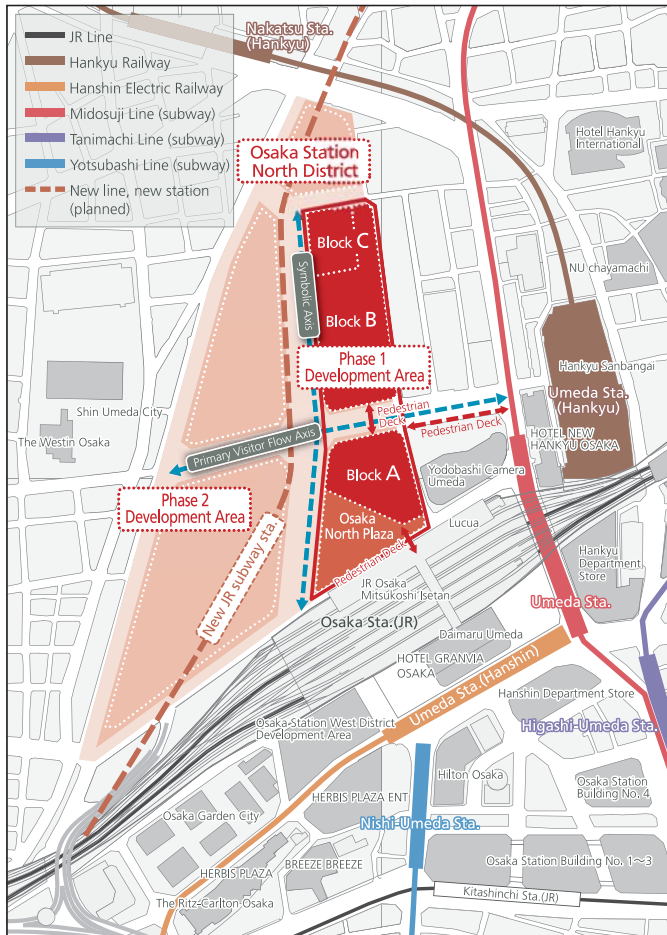 JR Line
Hankyu Railway
Hanshin Electric Railway
Midosuji Line (subway)
Tanimachi Line (subway)
Yotsubashi Line (subway)
New line, new station
(planned)
Nakatsu Sta.
(Hankyu)
Hotel Hankyu
International
Osaka Station
North District
Block C
Symbolic Axis
NU chayamachi
Block B
Phase 1
Development Area
Hankyu Sanbangai
Umeda Sta.
(Hankyu)
Pedestrian
Deck
Pedestrian Deck
Shin Umeda City
The Westin Osaka
Primary Visitor Flow Axis
HOTEL NEW
HANKYU OSAKA
Block A
Yodobashi Camera
Umeda
Phase 2
Development Area
Osaka
North Plaza
Lucua
New JR subway sta.
Pedestrian Deck
Hankyu
Department
Store
JR Osaka
Mitsukoshi Isetan
Umeda Sta.
Osaka Sta.(JR)
Daimaru Umeda
HOTEL GRANVIA
OSAKA
Umeda Sta.(Hanshin)
Hanshin Department Store
Higashi-Umeda Sta.
Osaka-Station West District
Development Area
Hilton Osaka
Osaka Station
Building No. 4
HERBIS PLAZA ENT
Osaka Garden City
Nishi-Umeda Sta.
BREEZE BREEZE
Osaka Station Building No. 1～3
HERBIS PLAZA
The Ritz-Carlton Osaka
Kitashinchi Sta.(JR)